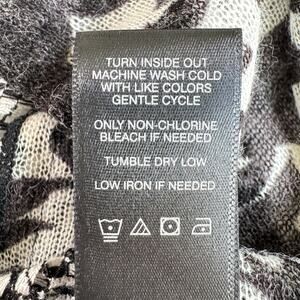 TURN INSIDE OUT
MACHINE WASH COLD
WITH LIKE COLORS
GENTLE CYCLE
ONLY NON-CHLORINE
BLEACH IF NEEDED
TUMBLE DRY LOW
LOW IRON IF NEEDED